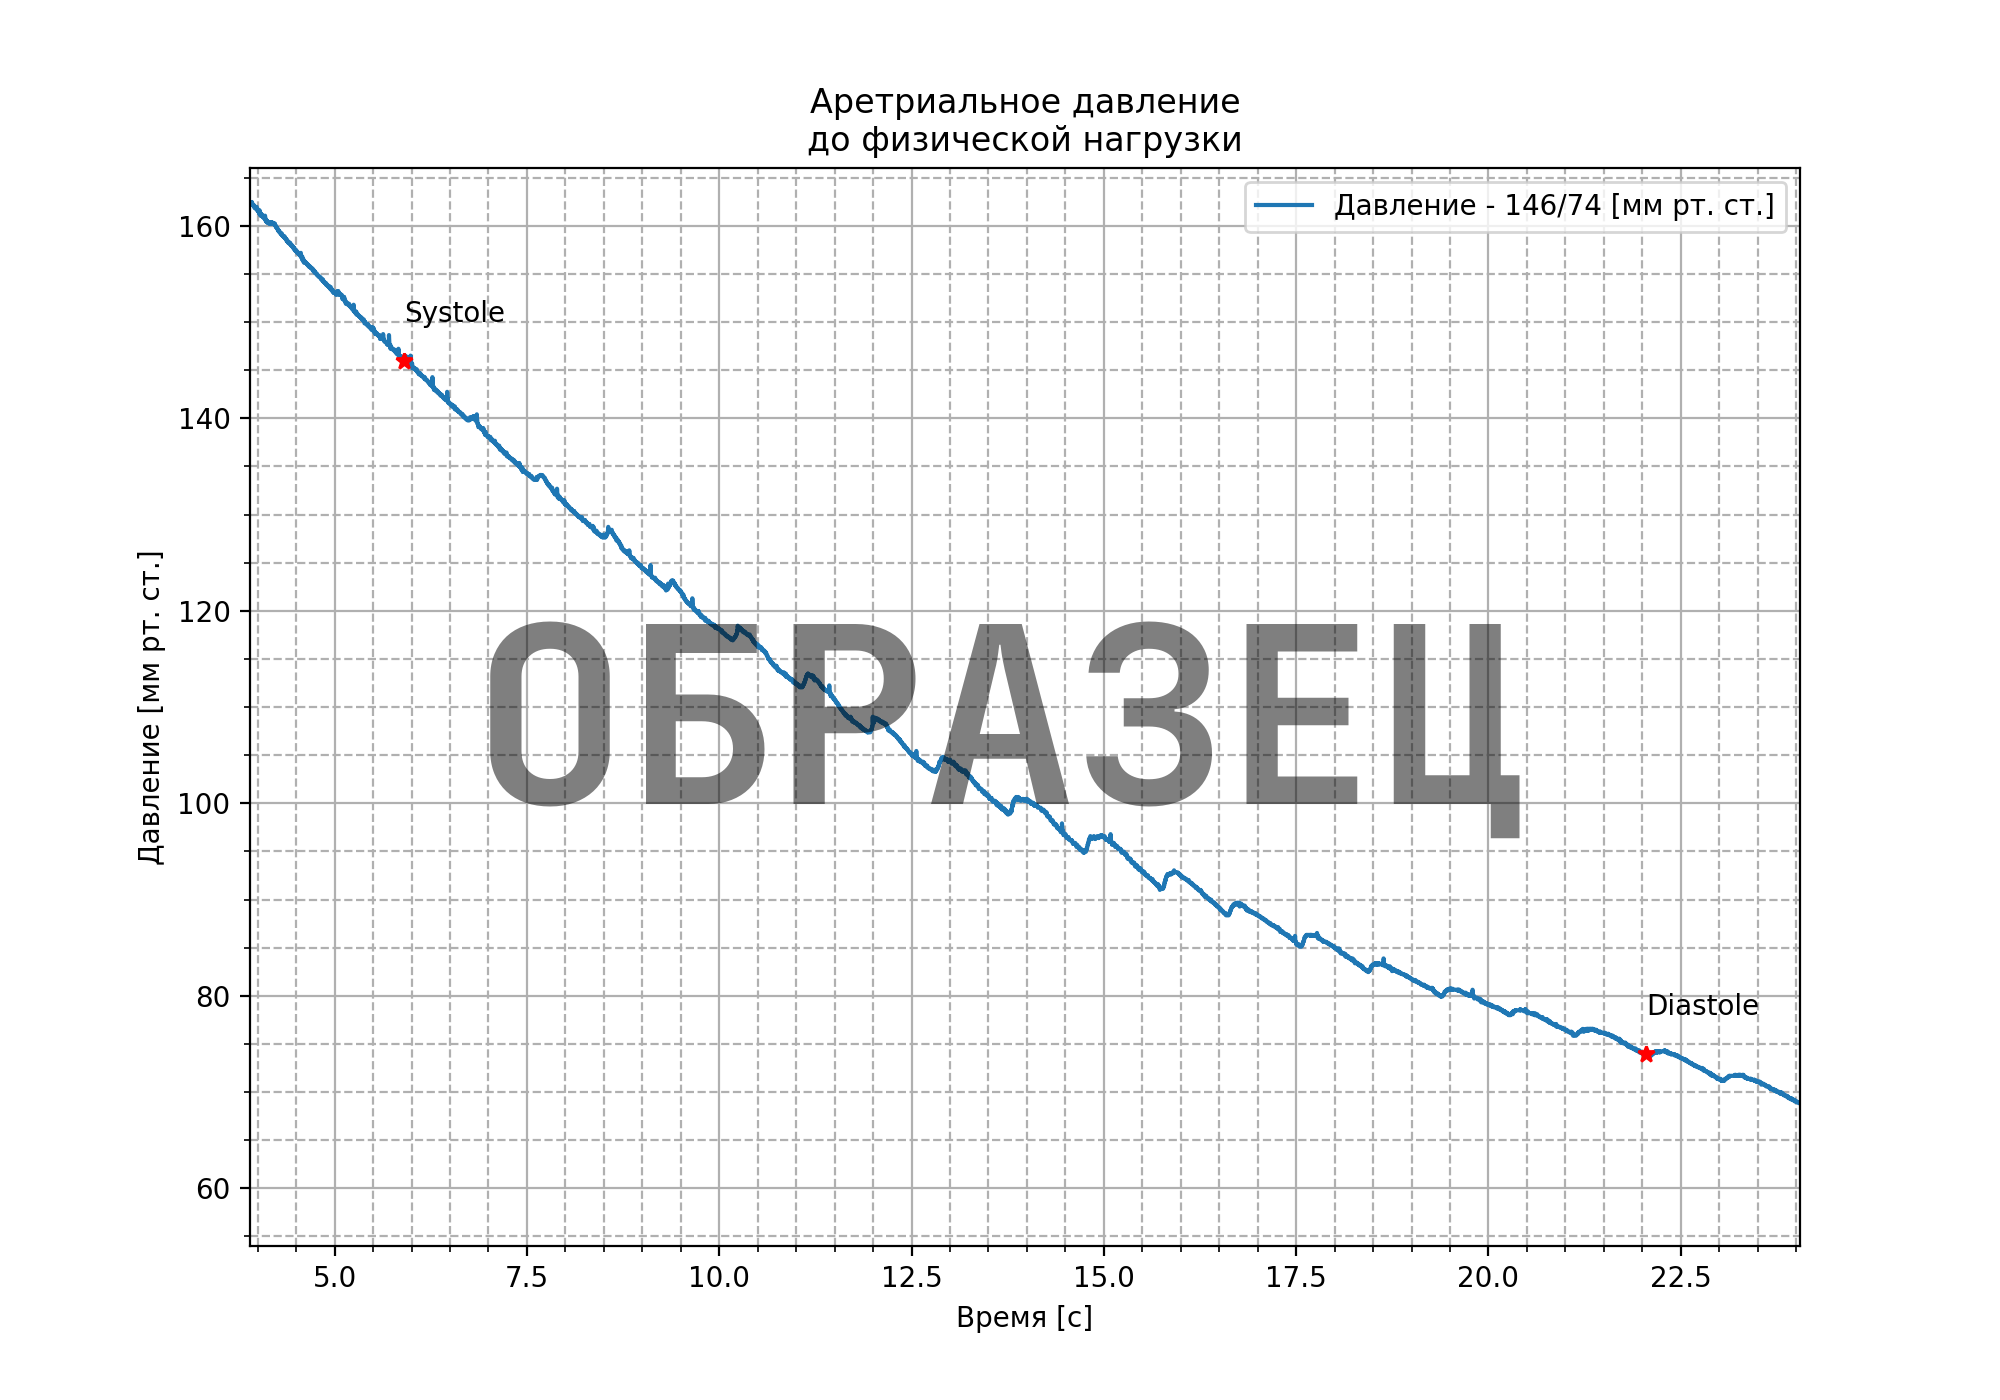 Аретриальное давление
до физической нагрузки
Давление - 146/74 [мм рт. ст.]
Systole
Diastole
ОБРАЗЕЦ
Давление [мм рт. ст.]
160
140
120
100
80
60
5.0 7.5 10.0 12.5 15.0 17.5 20.0 22.5
Время [с]